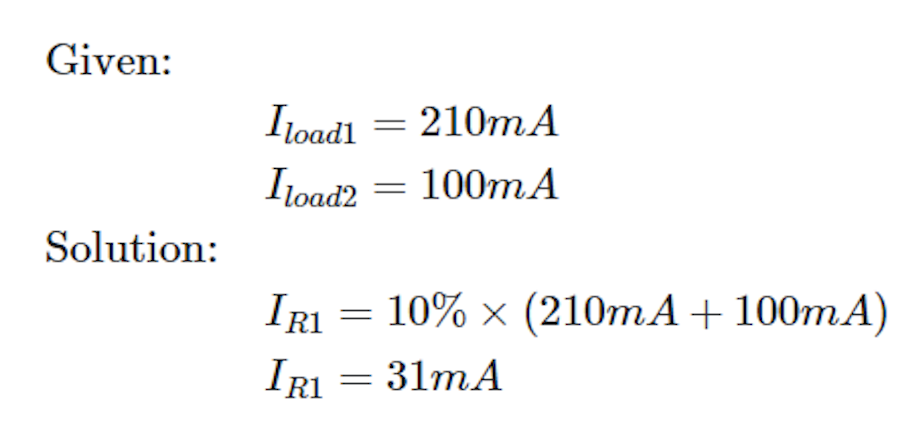 Given:
I_load1 = 210mA
I_load2 = 100mA
Solution:
I_R1 = 10% × (210mA + 100mA)
I_R1 = 31mA